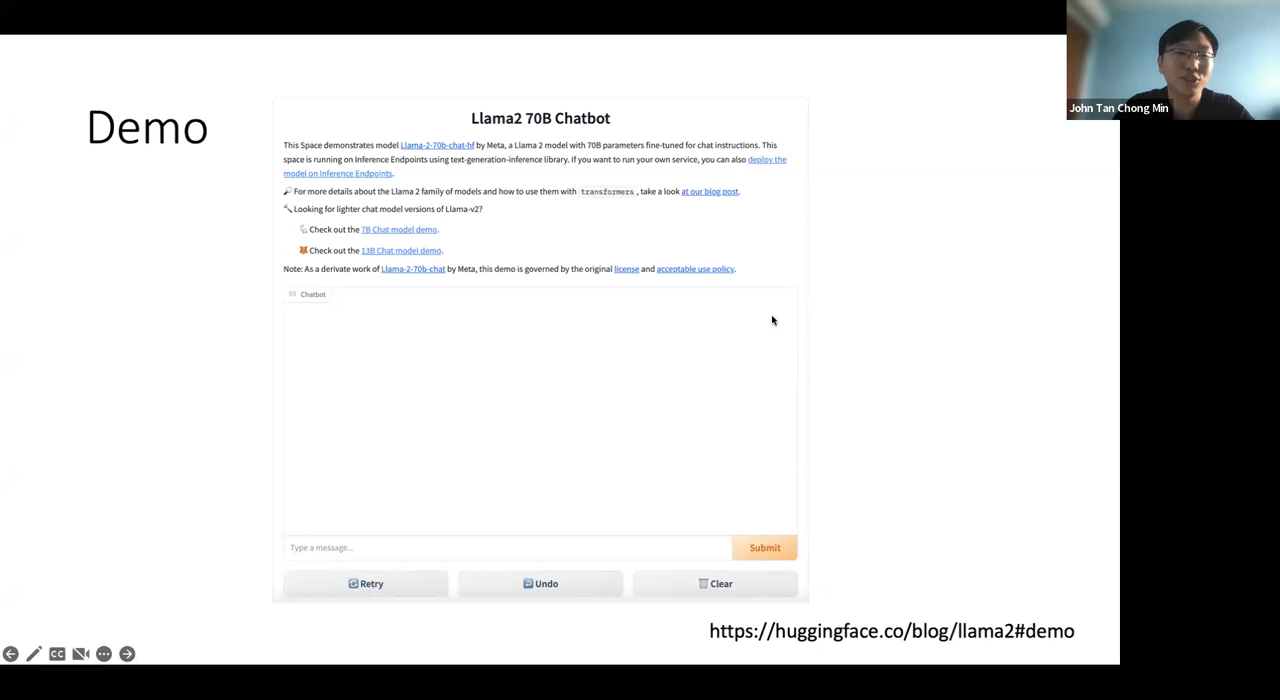 John Tan Chong Min
Demo
Llama2 70B Chatbot
This Space demonstrates model Llama-2-70b-chat-hf by Meta, a Llama 2 model with 70B parameters fine-tuned for chat instructions. This
space is running on Inference Endpoints using text-generation-inference library. If you want to run your own service, you can also deploy the
model on Inference Endpoints.
🔎 For more details about the Llama 2 family of models and how to use them with transformers, take a look at our blog post.
🔨 Looking for lighter chat model versions of Llama-v2?
🐇 Check out the 7B Chat model demo.
🦊 Check out the 13B Chat model demo.
Note: As a derivate work of Llama-2-70b-chat by Meta, this demo is governed by the original license and acceptable use policy.
Chatbot
Type a message...
Submit
Retry
Undo
Clear
https://huggingface.co/blog/llama2#demo
CC